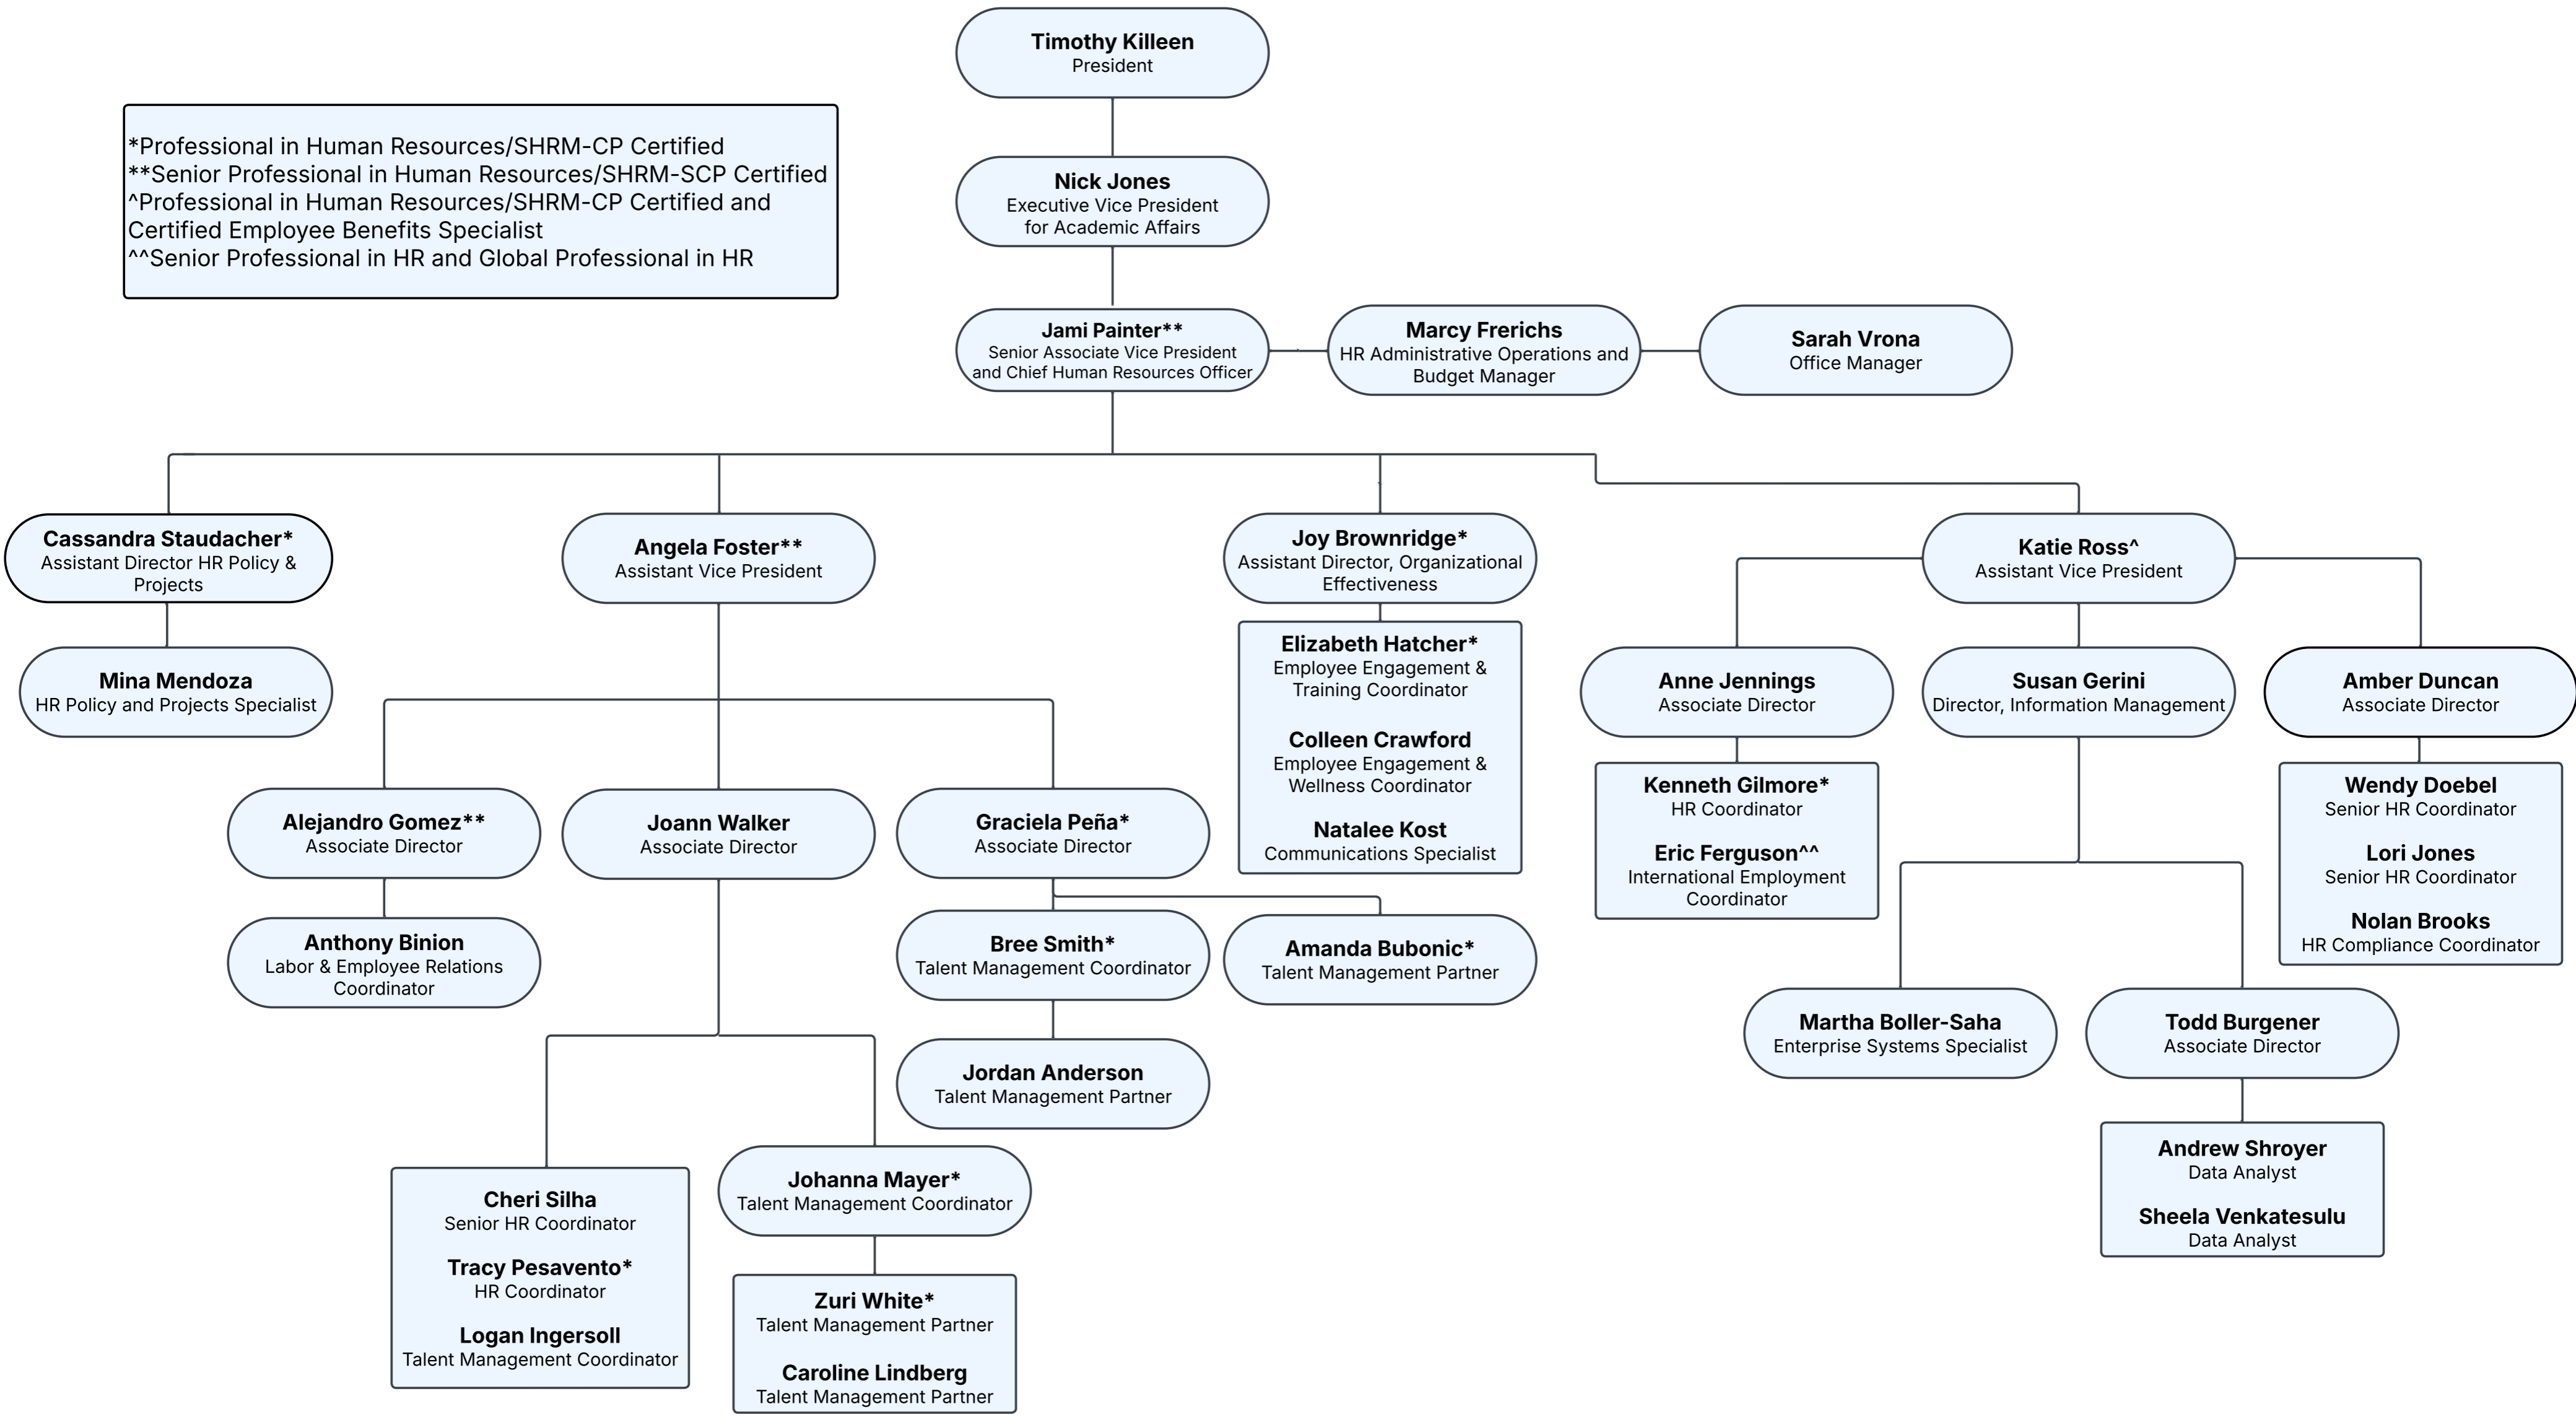 Timothy Killeen
President
*Professional in Human Resources/SHRM-CP Certified
**Senior Professional in Human Resources/SHRM-SCP Certified
^Professional in Human Resources/SHRM-CP Certified and
Certified Employee Benefits Specialist
^^Senior Professional in HR and Global Professional in HR
Nick Jones
Executive Vice President
for Academic Affairs
Jami Painter**
Senior Associate Vice President
and Chief Human Resources Officer
Marcy Frerichs
HR Administrative Operations and
Budget Manager
Sarah Vrona
Office Manager
Cassandra Staudacher*
Assistant Director HR Policy &
Projects
Mina Mendoza
HR Policy and Projects Specialist
Angela Foster**
Assistant Vice President
Alejandro Gomez**
Associate Director
Anthony Binion
Labor & Employee Relations
Coordinator
Joann Walker
Associate Director
Cheri Silha
Senior HR Coordinator
Tracy Pesavento*
HR Coordinator
Logan Ingersoll
Talent Management Coordinator
Johanna Mayer*
Talent Management Coordinator
Zuri White*
Talent Management Partner
Caroline Lindberg
Talent Management Partner
Graciela Peña*
Associate Director
Bree Smith*
Talent Management Coordinator
Jordan Anderson
Talent Management Partner
Amanda Bubonic*
Talent Management Partner
Joy Brownridge*
Assistant Director, Organizational
Effectiveness
Elizabeth Hatcher*
Employee Engagement &
Training Coordinator
Colleen Crawford
Employee Engagement &
Wellness Coordinator
Natalee Kost
Communications Specialist
Katie Ross^
Assistant Vice President
Anne Jennings
Associate Director
Kenneth Gilmore*
HR Coordinator
Eric Ferguson^^
International Employment
Coordinator
Susan Gerini
Director, Information Management
Martha Boller-Saha
Enterprise Systems Specialist
Todd Burgener
Associate Director
Andrew Shroyer
Data Analyst
Sheela Venkatesulu
Data Analyst
Amber Duncan
Associate Director
Wendy Doebel
Senior HR Coordinator
Lori Jones
Senior HR Coordinator
Nolan Brooks
HR Compliance Coordinator